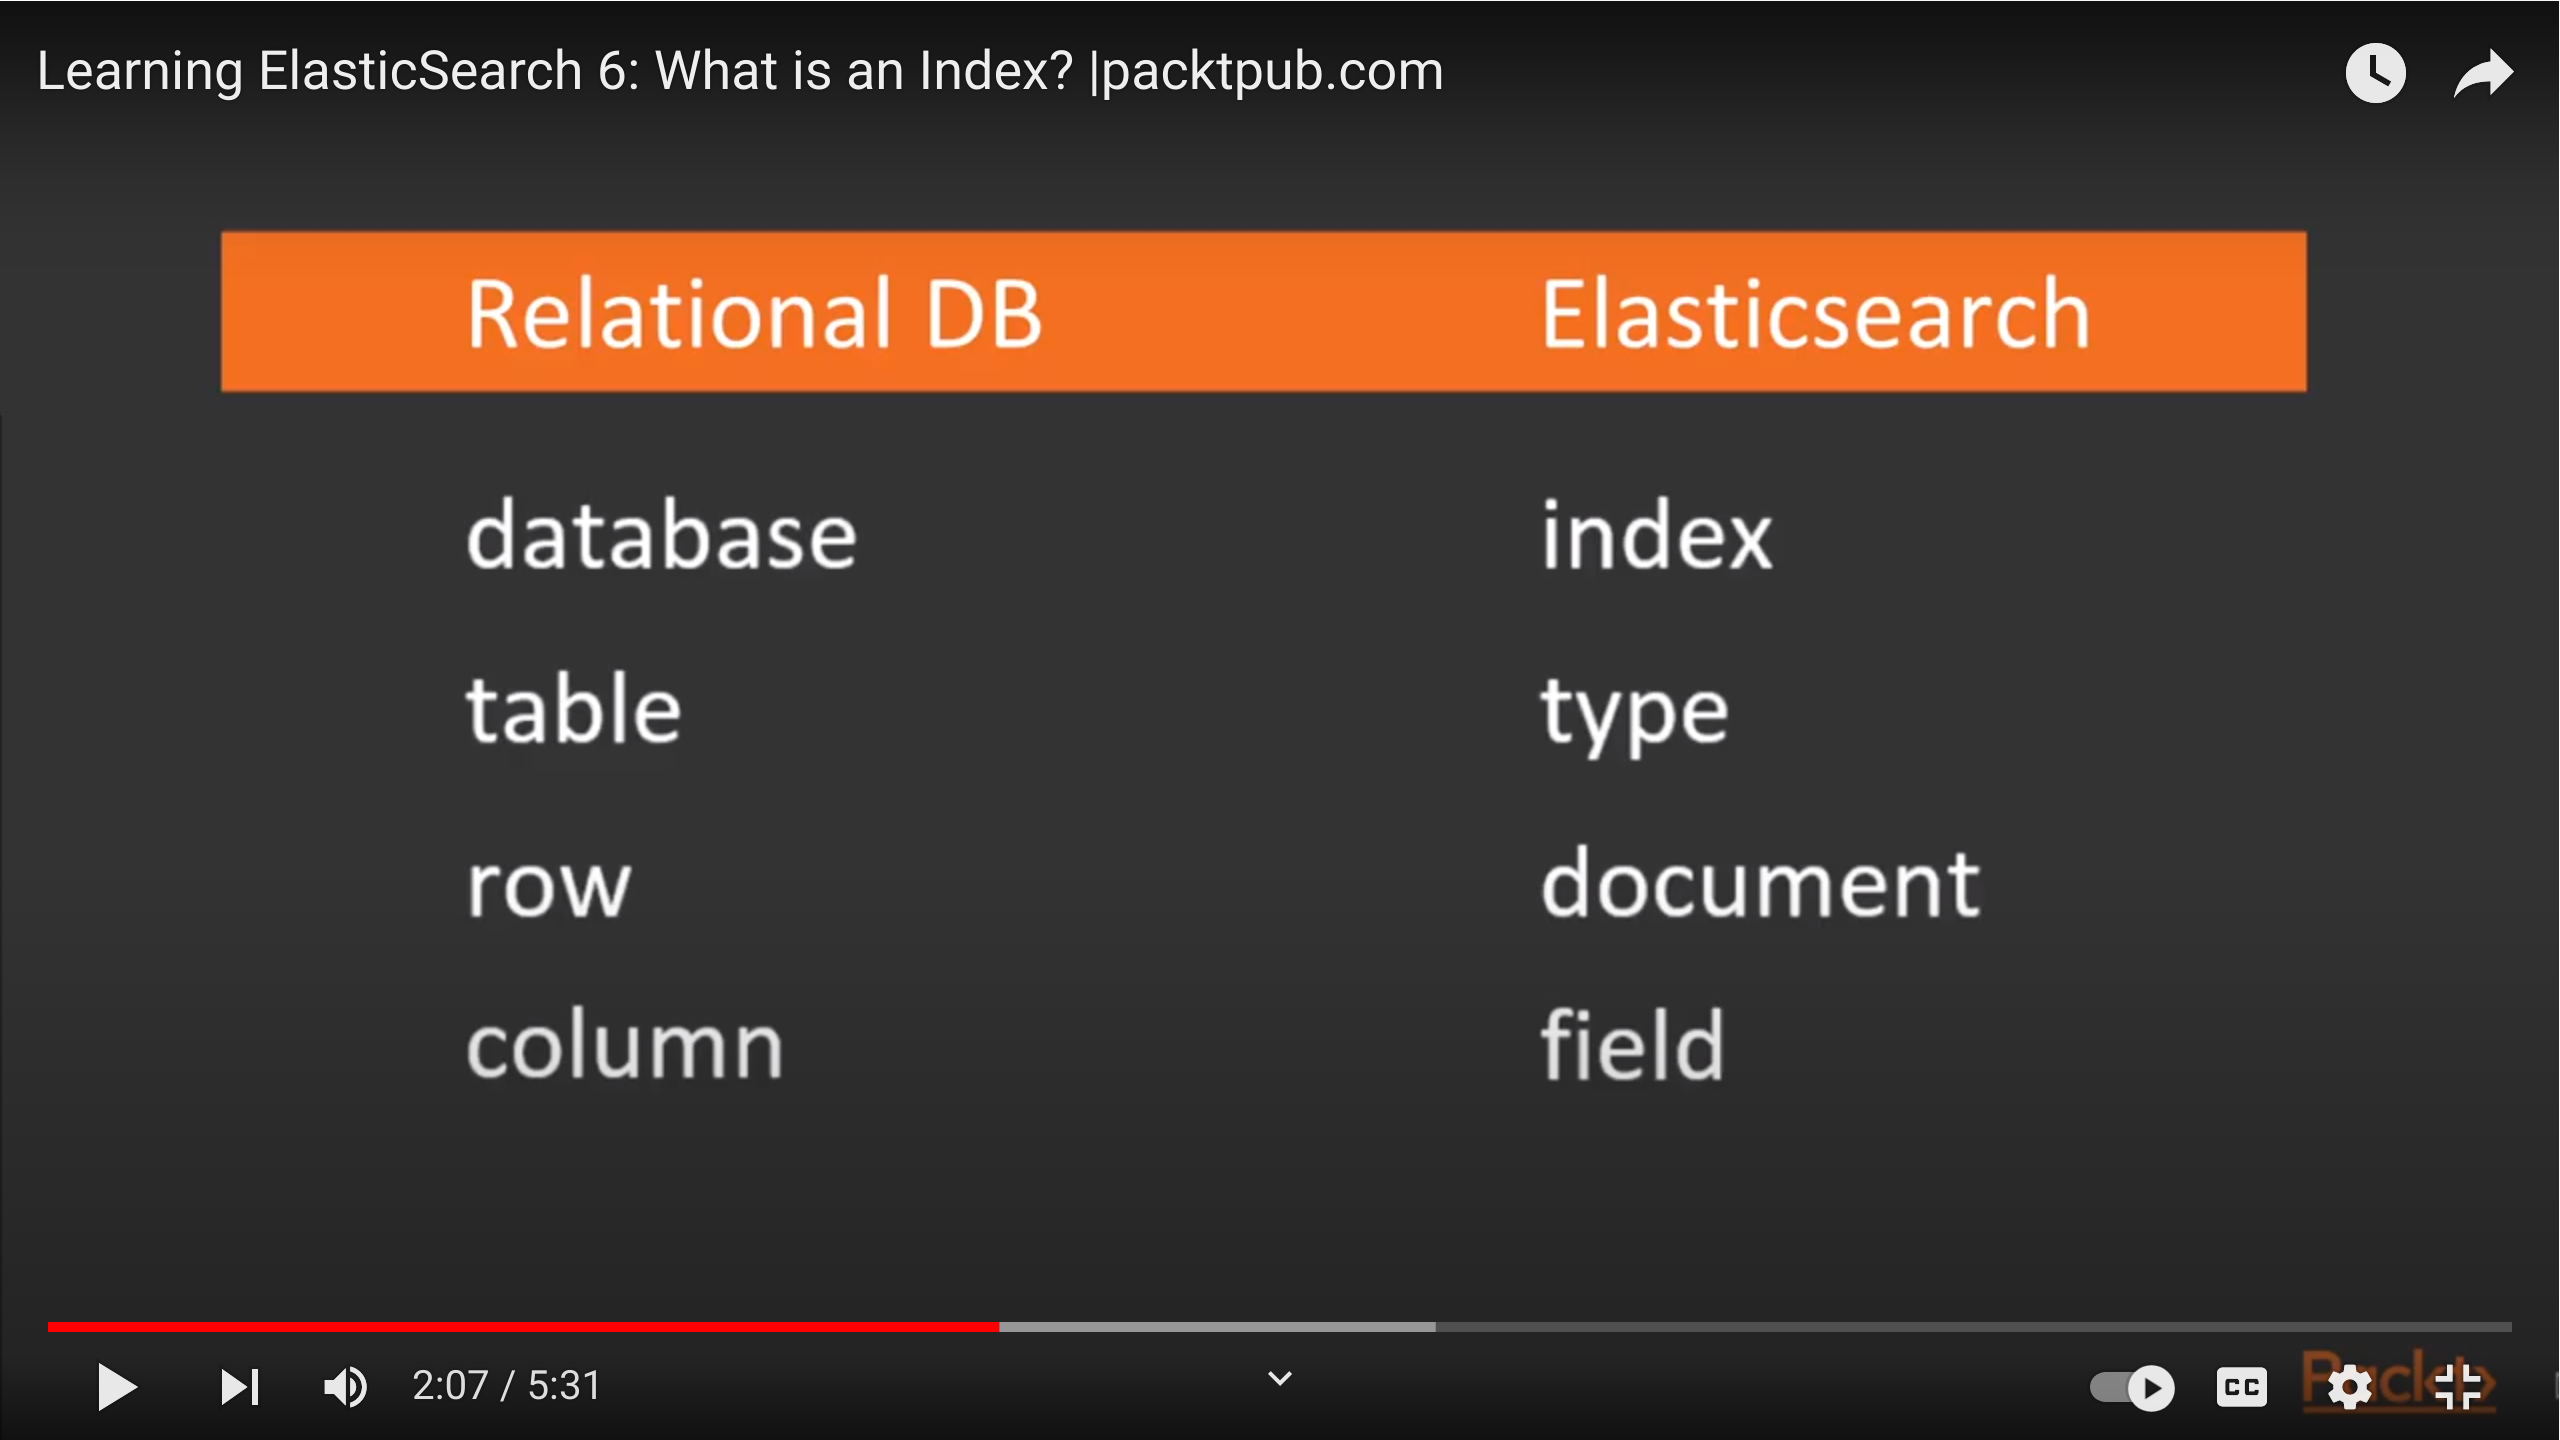 Learning ElasticSearch 6: What is an Index? |packtpub.com
Relational DB Elasticsearch
database index
table type
row document
column field
2:07 / 5:31
CC